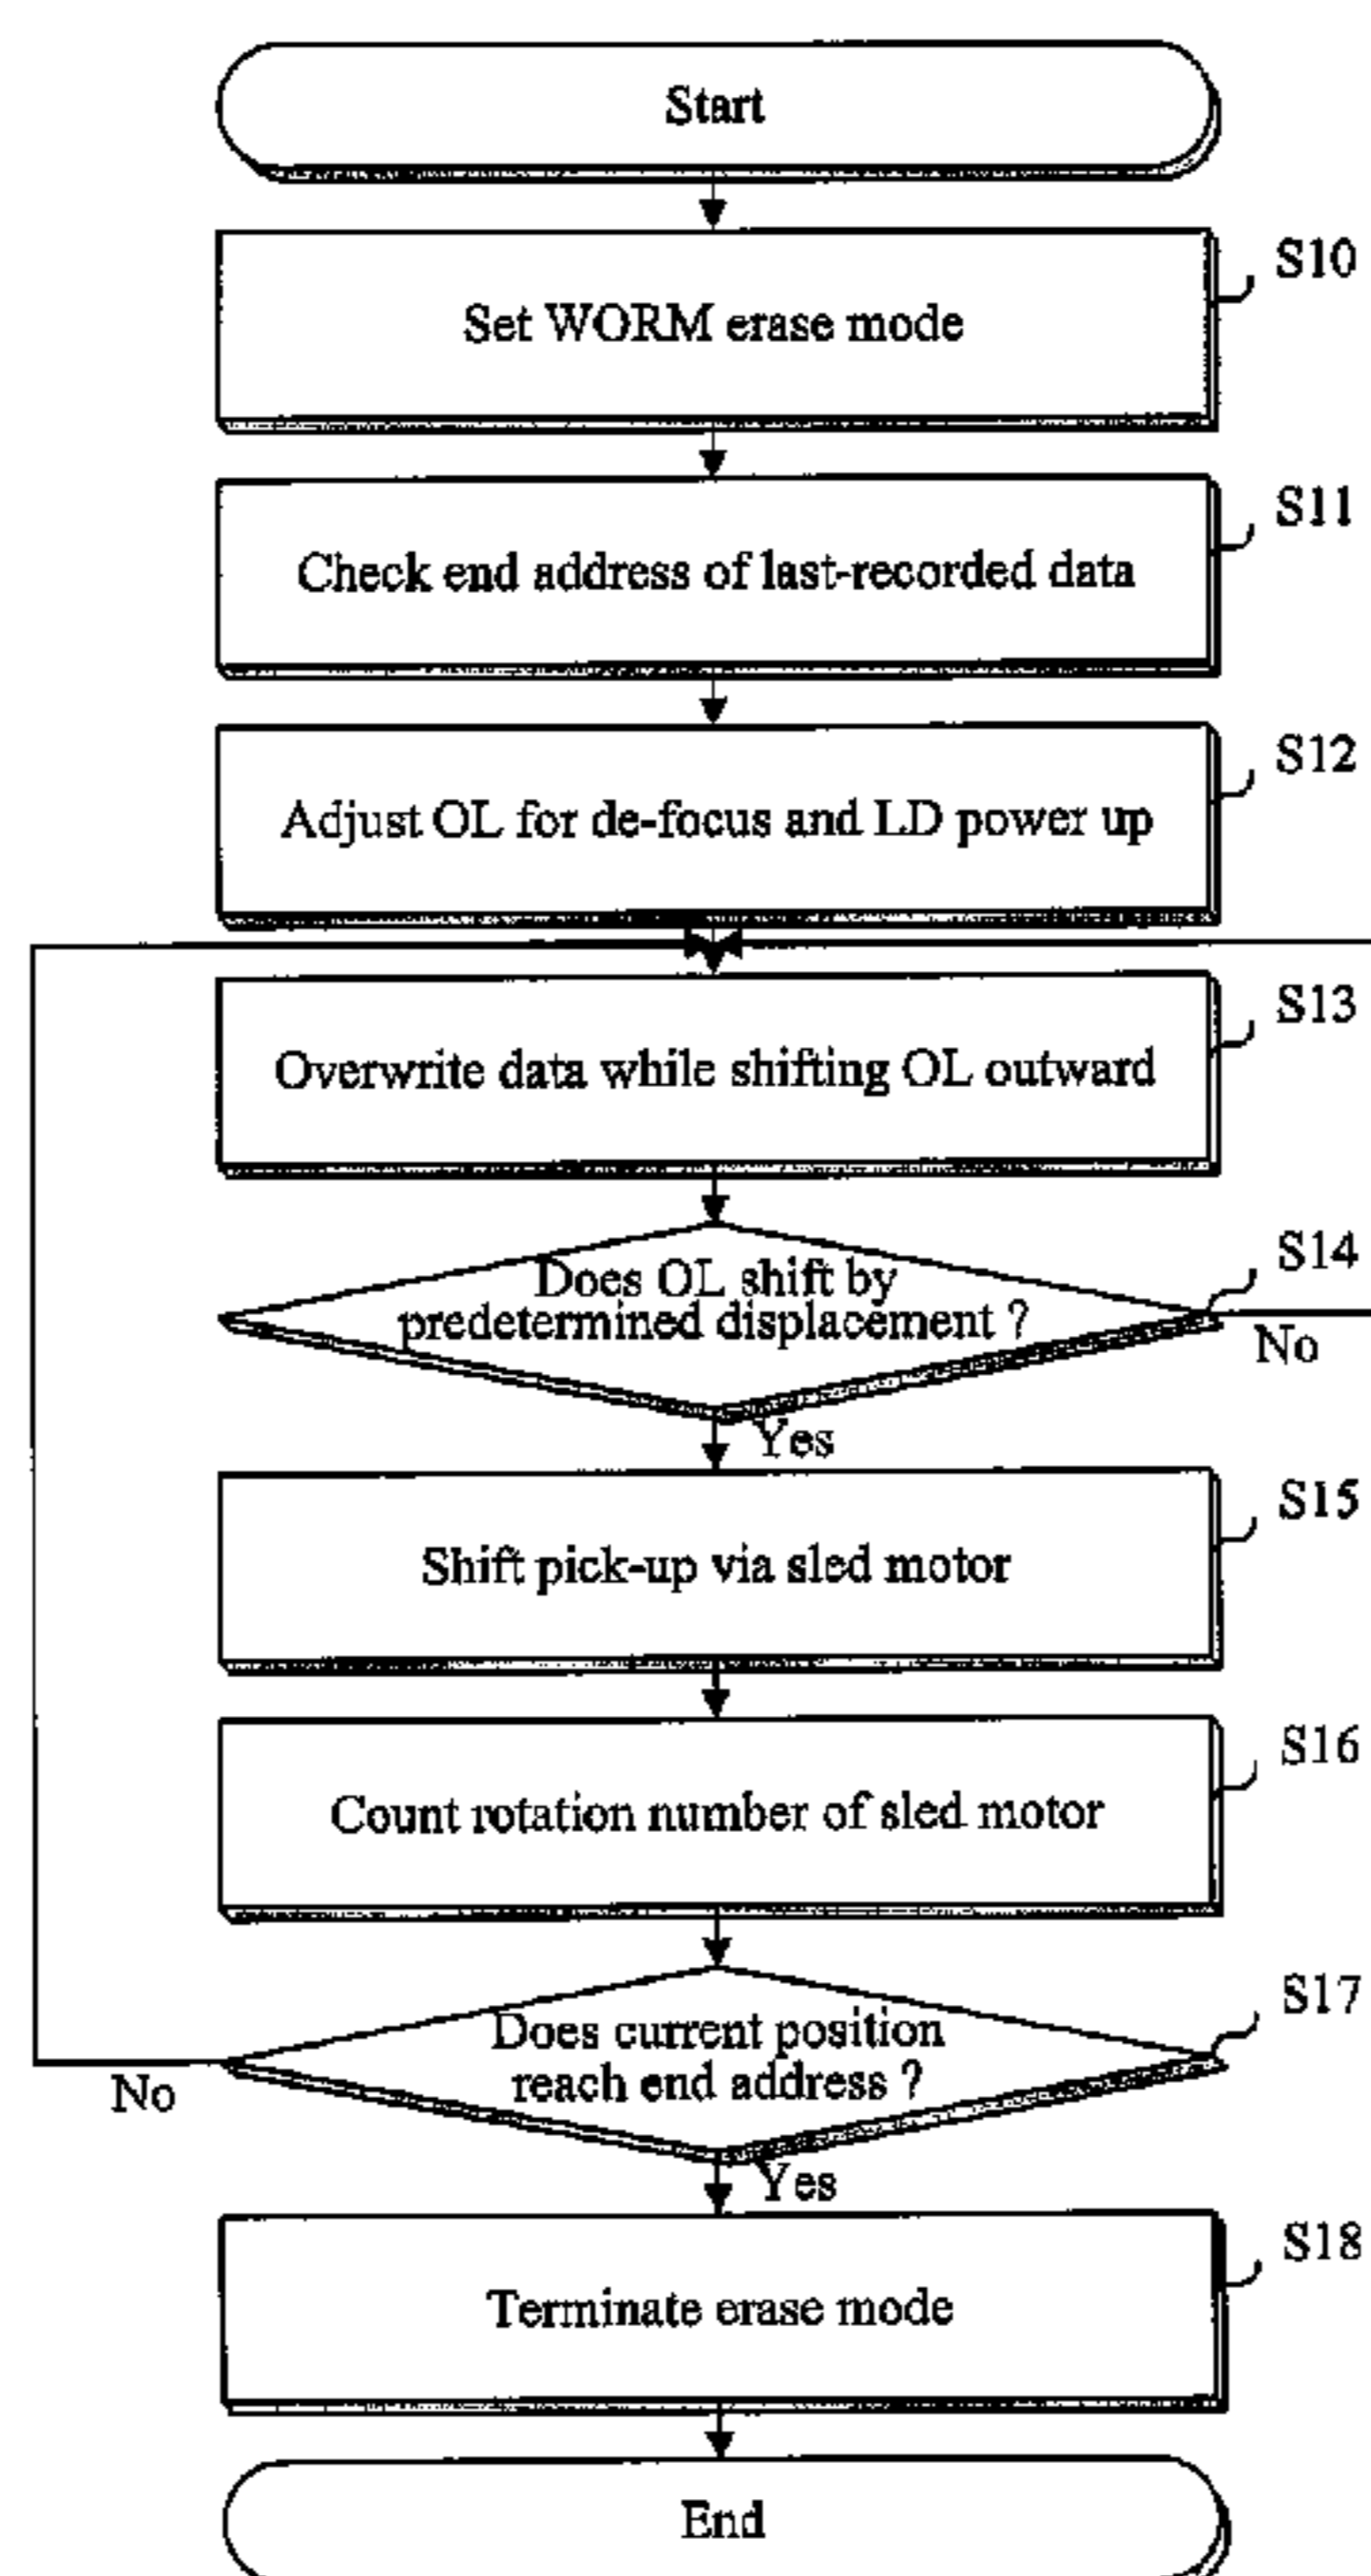 Start
S10
Set WORM erase mode
S11
Check end address of last-recorded data
S12
Adjust OL for de-focus and LD power up
S13
Overwrite data while shifting OL outward
S14
Does OL shift by
predetermined displacement ?
No
Yes
S15
Shift pick-up via sled motor
S16
Count rotation number of sled motor
S17
Does current position
reach end address ?
No
Yes
S18
Terminate erase mode
End